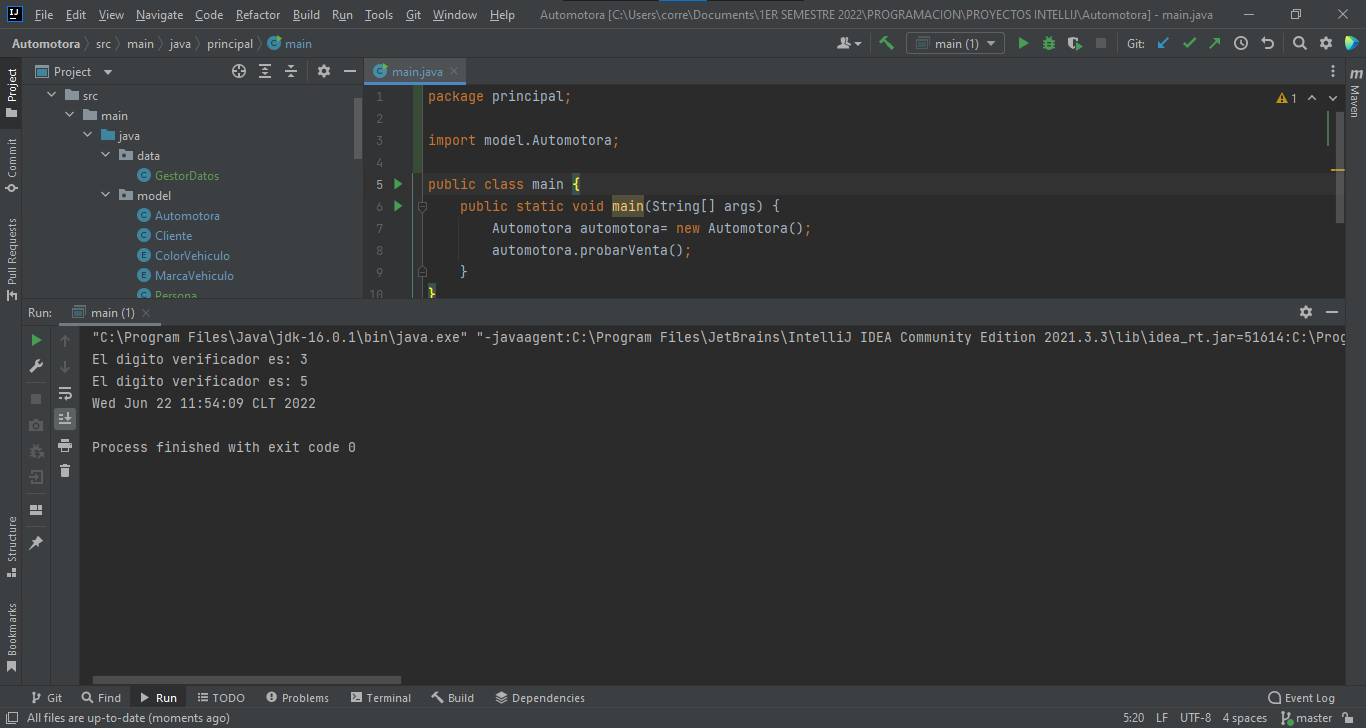 File Edit View Navigate Code Refactor Build Run Tools Git Window Help Automotora [C:\Users\corre\Documents\1ER SEMESTRE 2022\PROGRAMACION\PROYECTOS INTELLIJ\Automotora] - main.java
Automotora src main java principal main main (1) Git:
Project main.java
src
main
java
data
GestorDatos
model
Automotora
Cliente
ColorVehiculo
MarcaVehiculo
Persona
1 package principal; 1
2
3 import model.Automotora;
4
5 public class main {
6 public static void main(String[] args) {
7 Automotora automotora= new Automotora();
8 automotora.probarVenta();
9 }
10 }
Project
Commit
Pull Requests
Structure
Bookmarks
m Maven
Run: main (1)
"C:\Program Files\Java\jdk-16.0.1\bin\java.exe" "-javaagent:C:\Program Files\JetBrains\IntelliJ IDEA Community Edition 2021.3.3\lib\idea_rt.jar=51614:C:\Prog
El digito verificador es: 3
El digito verificador es: 5
Wed Jun 22 11:54:09 CLT 2022
Process finished with exit code 0
Git Find Run TODO Problems Terminal Build Dependencies Event Log
All files are up-to-date (moments ago) 5:20 LF UTF-8 4 spaces master